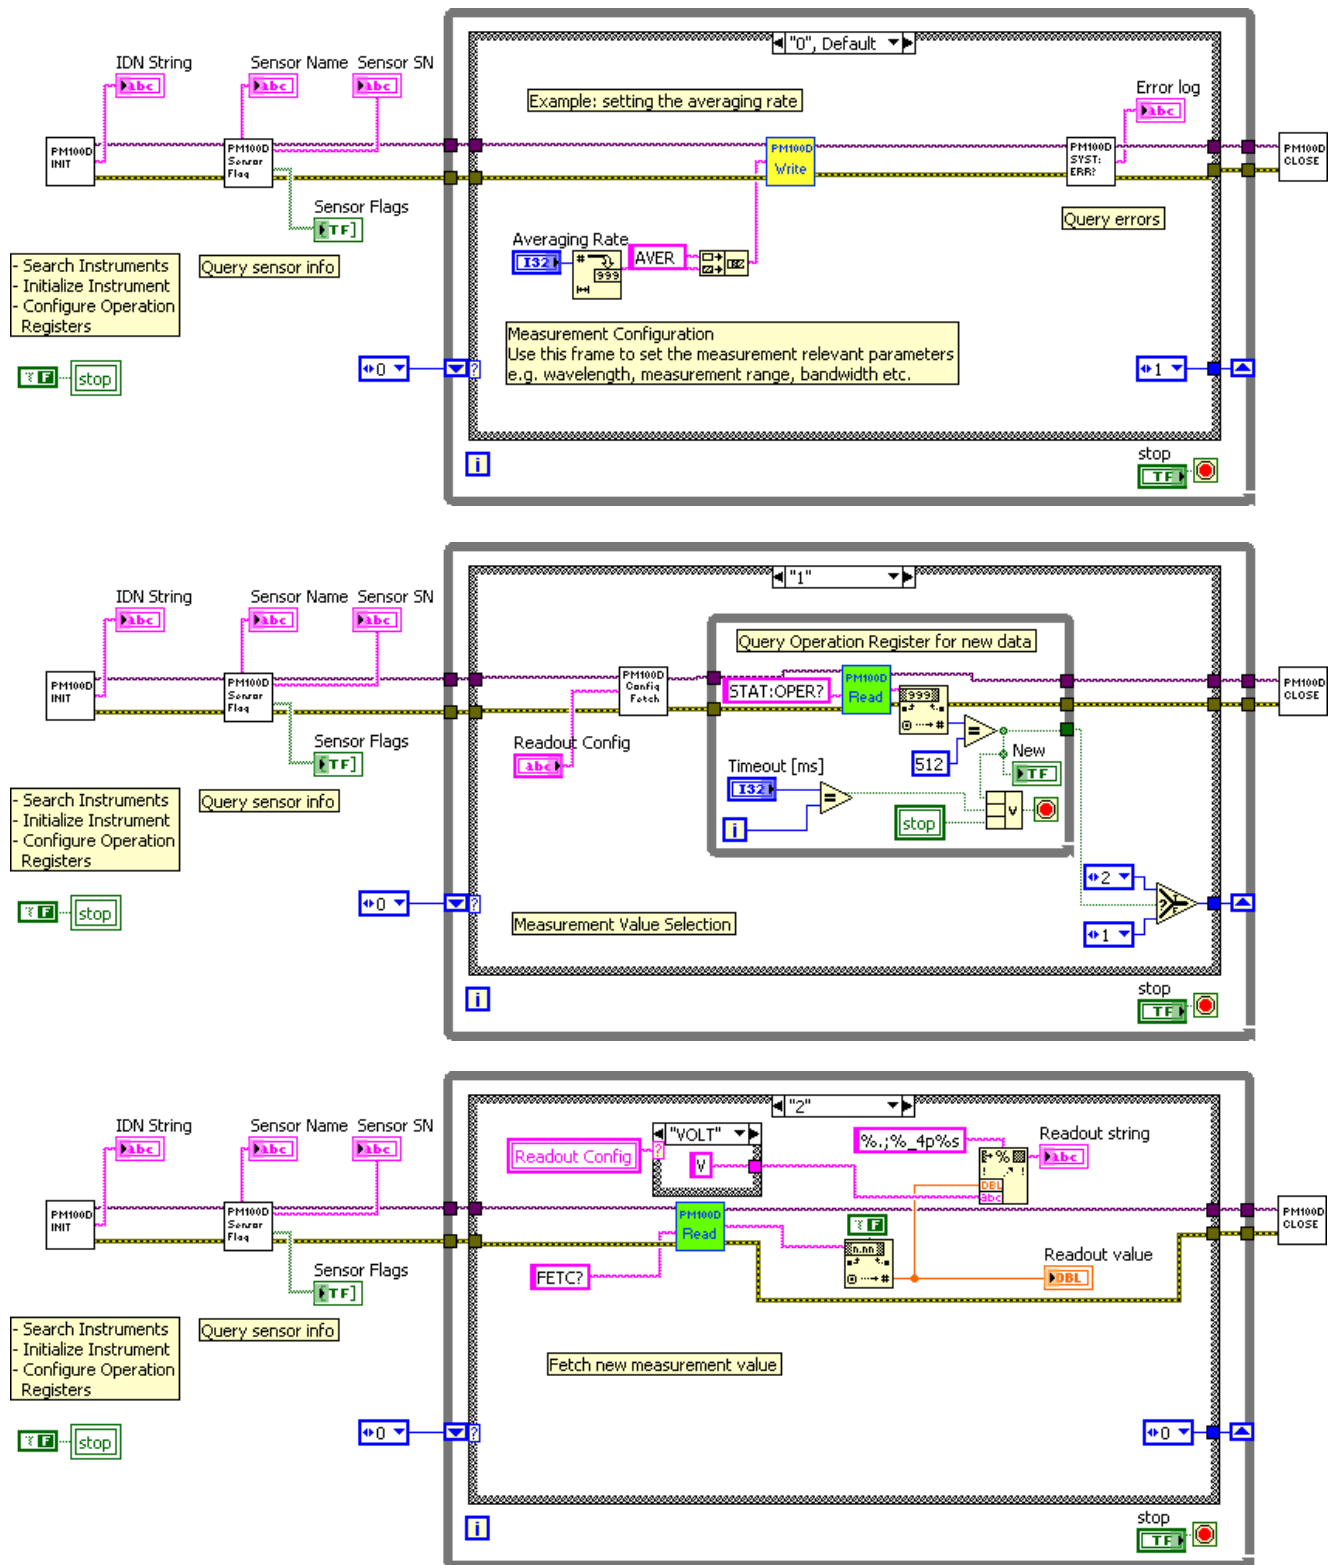 "0", Default
IDN String
Sensor Name
Sensor SN
abc
abc
abc
Example: setting the averaging rate
Error log
abc
PM100D
INIT
PM100D
Sensor
Flag
PM100D
Write
PM100D
SYST:
ERR?
PM100D
CLOSE
Sensor Flags
TF
Query errors
Averaging Rate
I32
#
999
AVER
- Search Instruments
- Initialize Instrument
- Configure Operation
Registers
Query sensor info
Measurement Configuration
Use this frame to set the measurement relevant parameters
e.g. wavelength, measurement range, bandwidth etc.
F
stop
0
?
1
i
stop
TF
"1"
IDN String
Sensor Name
Sensor SN
abc
abc
abc
Query Operation Register for new data
PM100D
INIT
PM100D
Sensor
Flag
PM100D
Config
Fetch
STAT:OPER?
PM100D
Read
999
#
PM100D
CLOSE
Sensor Flags
TF
Readout Config
abc
512
=
New
TF
Timeout [ms]
I32
=
i
stop
V
- Search Instruments
- Initialize Instrument
- Configure Operation
Registers
Query sensor info
F
stop
0
?
Measurement Value Selection
2
?
1
i
stop
TF
"2"
IDN String
Sensor Name
Sensor SN
abc
abc
abc
Readout Config
"VOLT"
?
V
%.;%_4p%s
%
DBL
abc
Readout string
abc
PM100D
INIT
PM100D
Sensor
Flag
PM100D
Read
F
n.nn
#
PM100D
CLOSE
Sensor Flags
TF
FETC?
Readout value
DBL
- Search Instruments
- Initialize Instrument
- Configure Operation
Registers
Query sensor info
Fetch new measurement value
F
stop
0
?
0
i
stop
TF